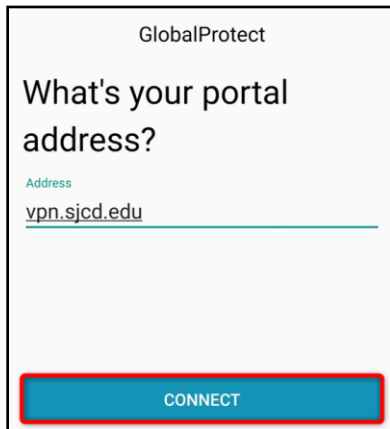 GlobalProtect
What's your portal
address?
Address
vpn.sjcd.edu
CONNECT